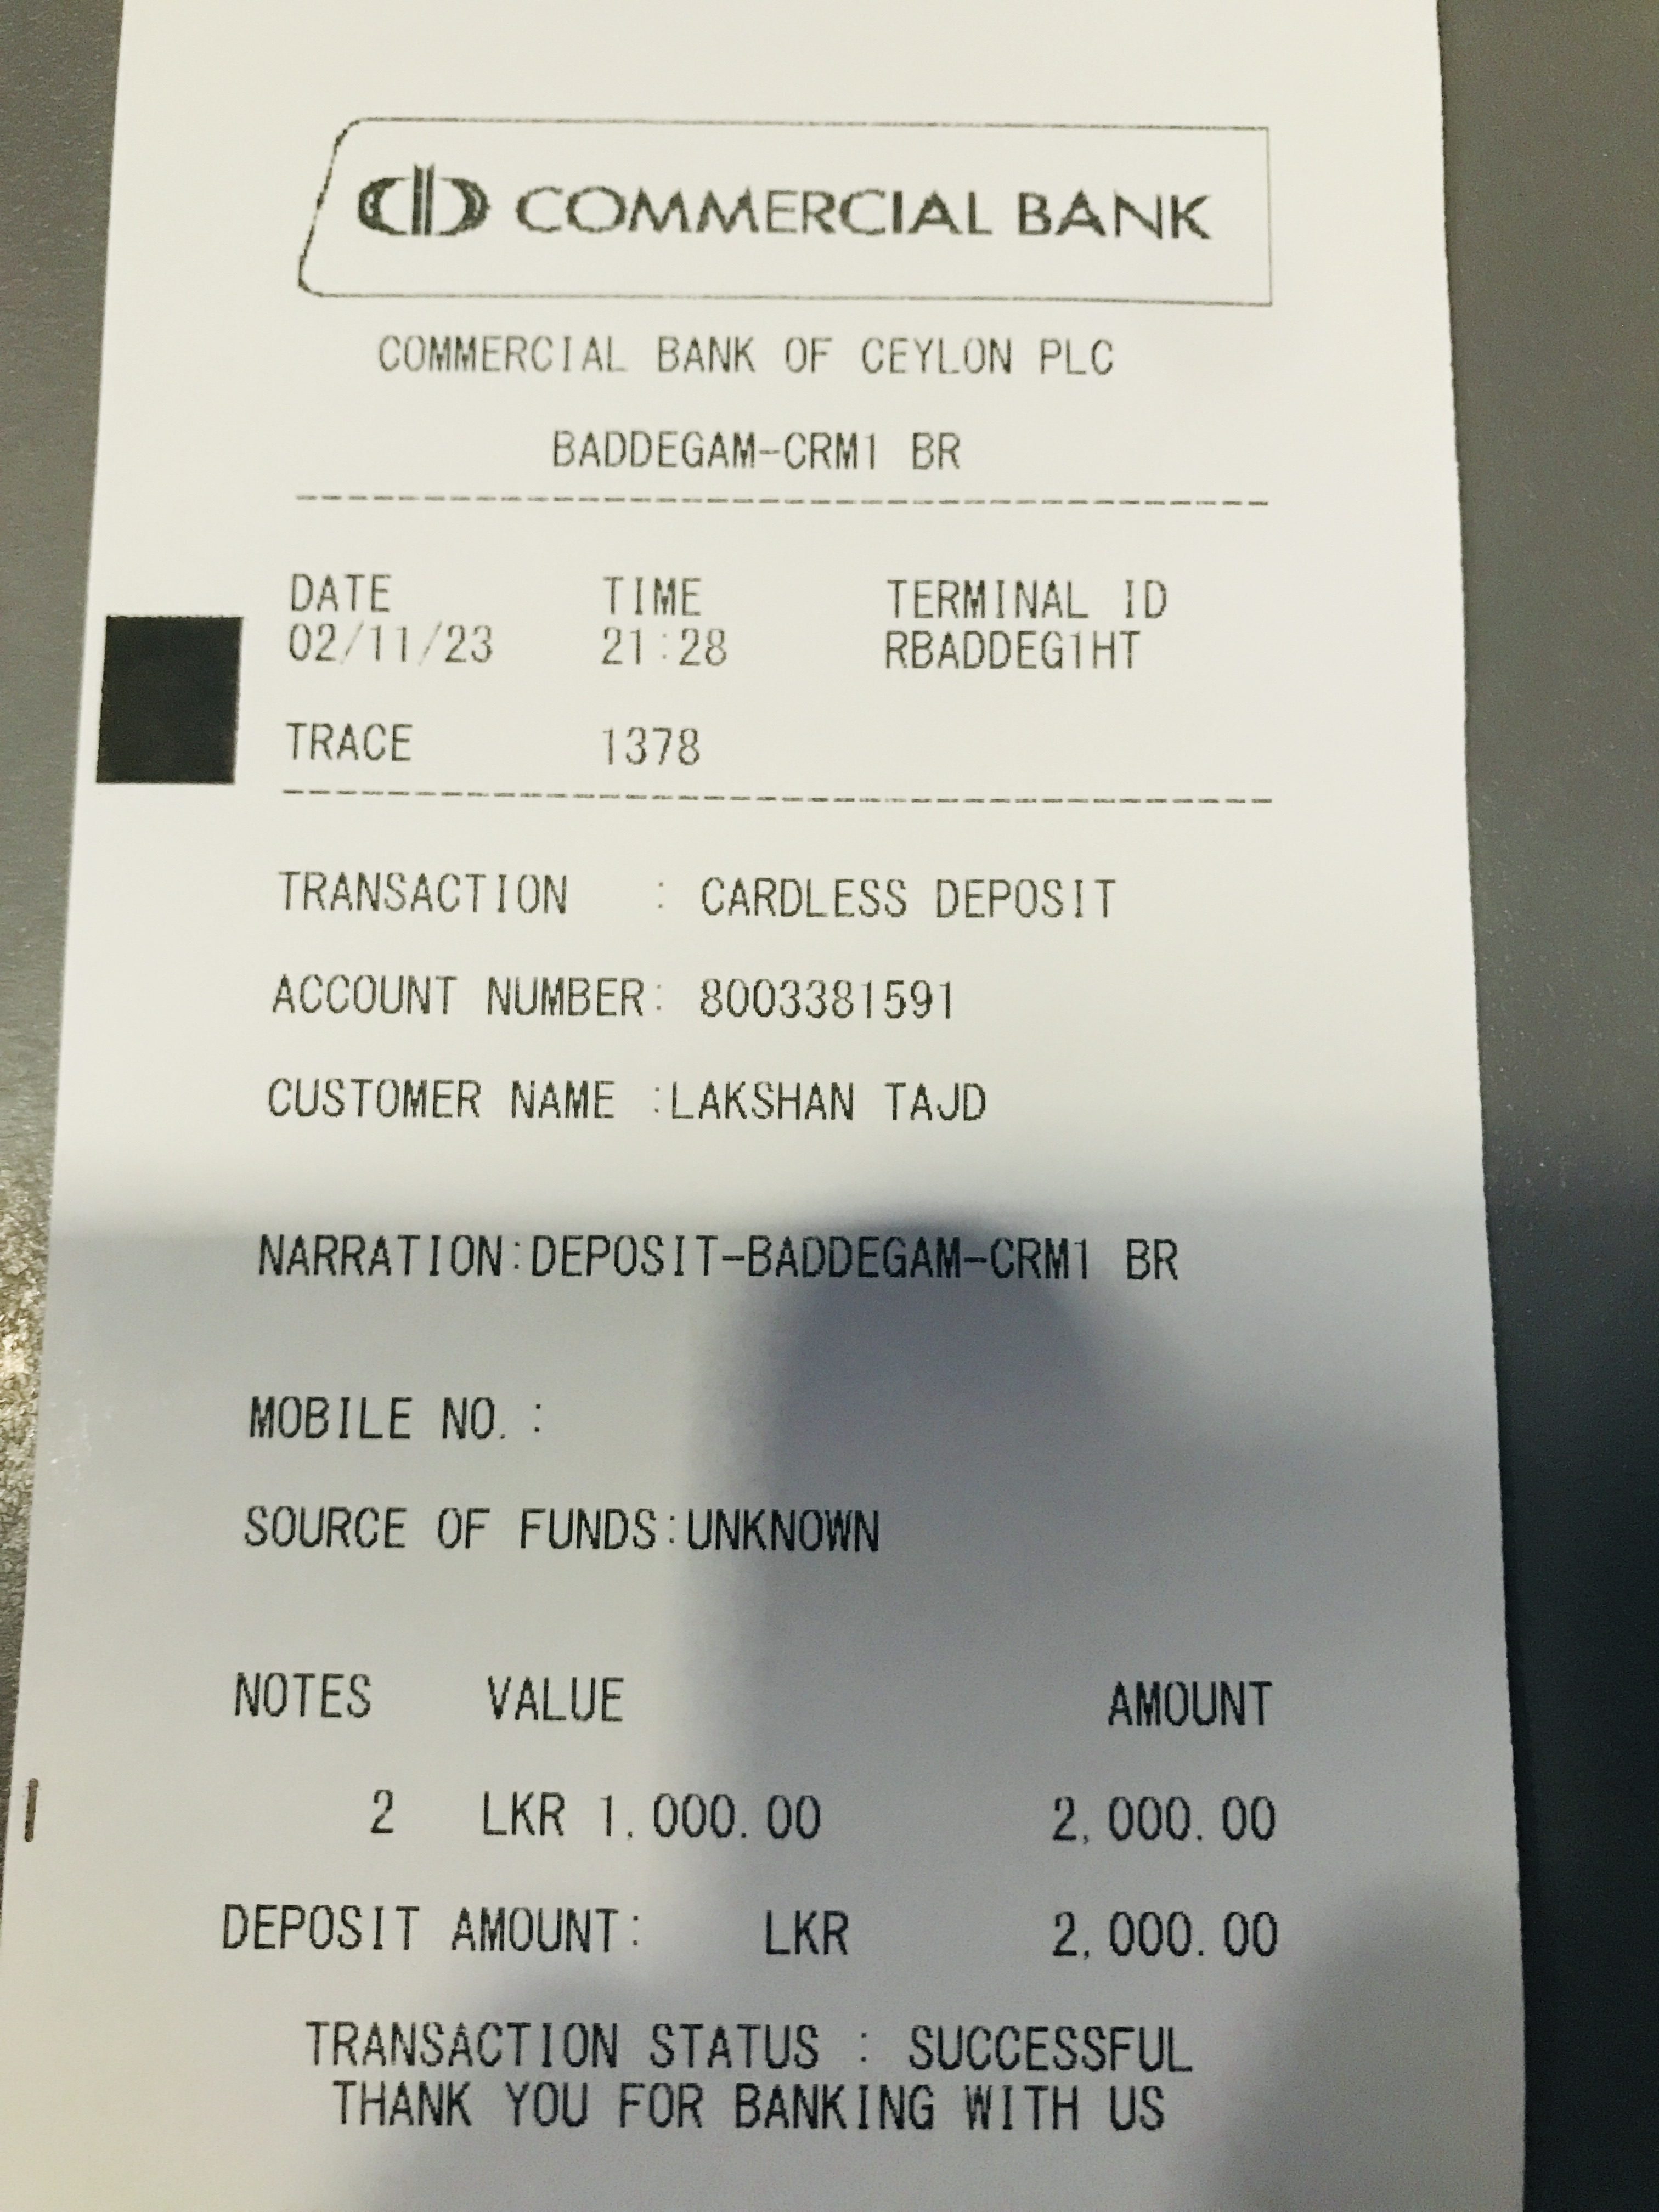 COMMERCIAL BANK
COMMERCIAL BANK OF CEYLON PLC
BADDEGAM-CRM1 BR
DATE TIME TERMINAL ID
02/11/23 21:28 RBADDEG1HT
TRACE 1378
TRANSACTION : CARDLESS DEPOSIT
ACCOUNT NUMBER: 8003381591
CUSTOMER NAME :LAKSHAN TAJD
NARRATION:DEPOSIT-BADDEGAM-CRM1 BR
MOBILE NO. :
SOURCE OF FUNDS:UNKNOWN
NOTES VALUE AMOUNT
2 LKR 1,000.00 2,000.00
DEPOSIT AMOUNT: LKR 2,000.00
TRANSACTION STATUS : SUCCESSFUL
THANK YOU FOR BANKING WITH US